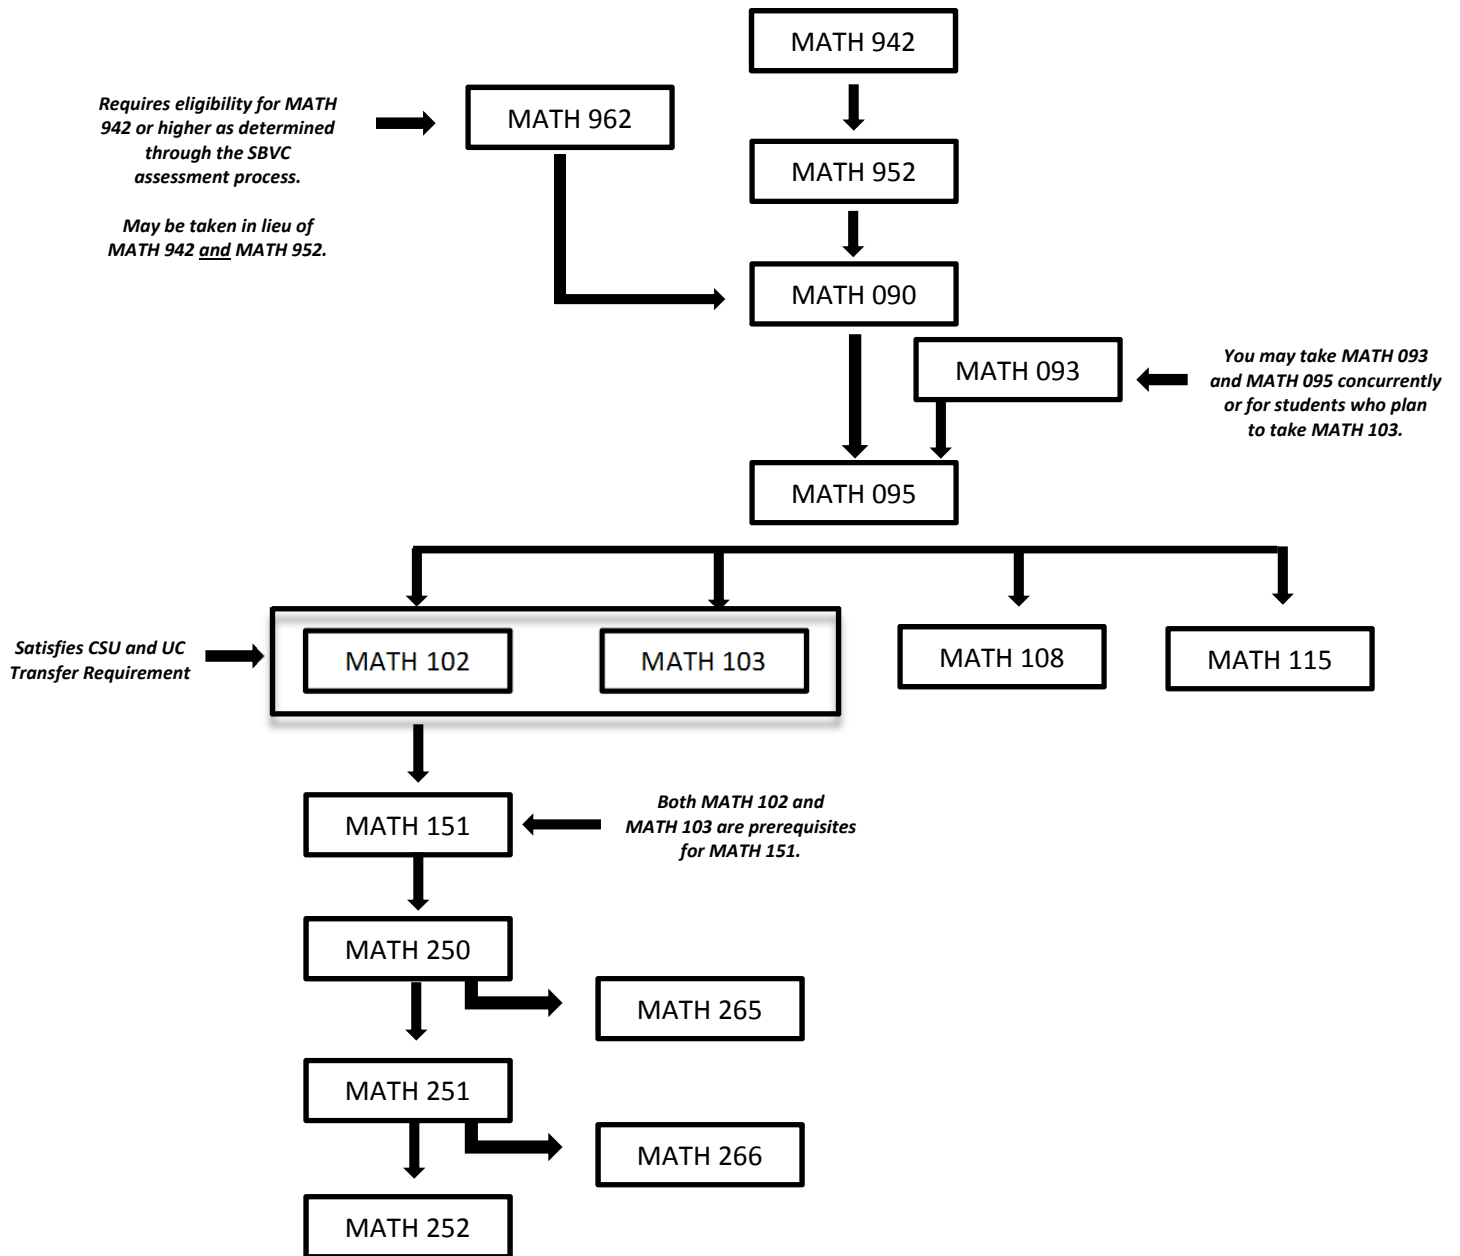 MATH 942
Requires eligibility for MATH
942 or higher as determined
through the SBVC
assessment process.
May be taken in lieu of
MATH 942 and MATH 952.
MATH 962
MATH 952
MATH 090
MATH 093
You may take MATH 093
and MATH 095 concurrently
or for students who plan
to take MATH 103.
MATH 095
Satisfies CSU and UC
Transfer Requirement
MATH 102
MATH 103
MATH 108
MATH 115
MATH 151
Both MATH 102 and
MATH 103 are prerequisites
for MATH 151.
MATH 250
MATH 265
MATH 251
MATH 266
MATH 252